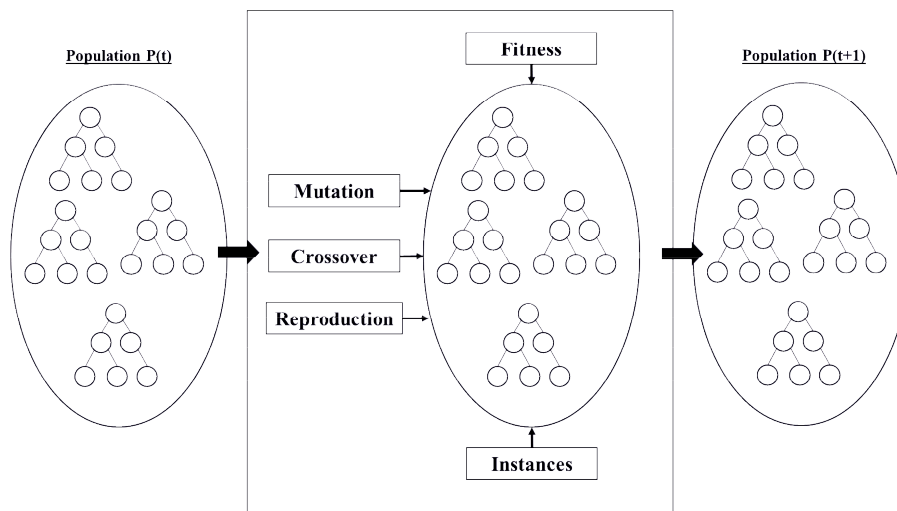 Population P(t)
Fitness
Population P(t+1)
Mutation
Crossover
Reproduction
Instances